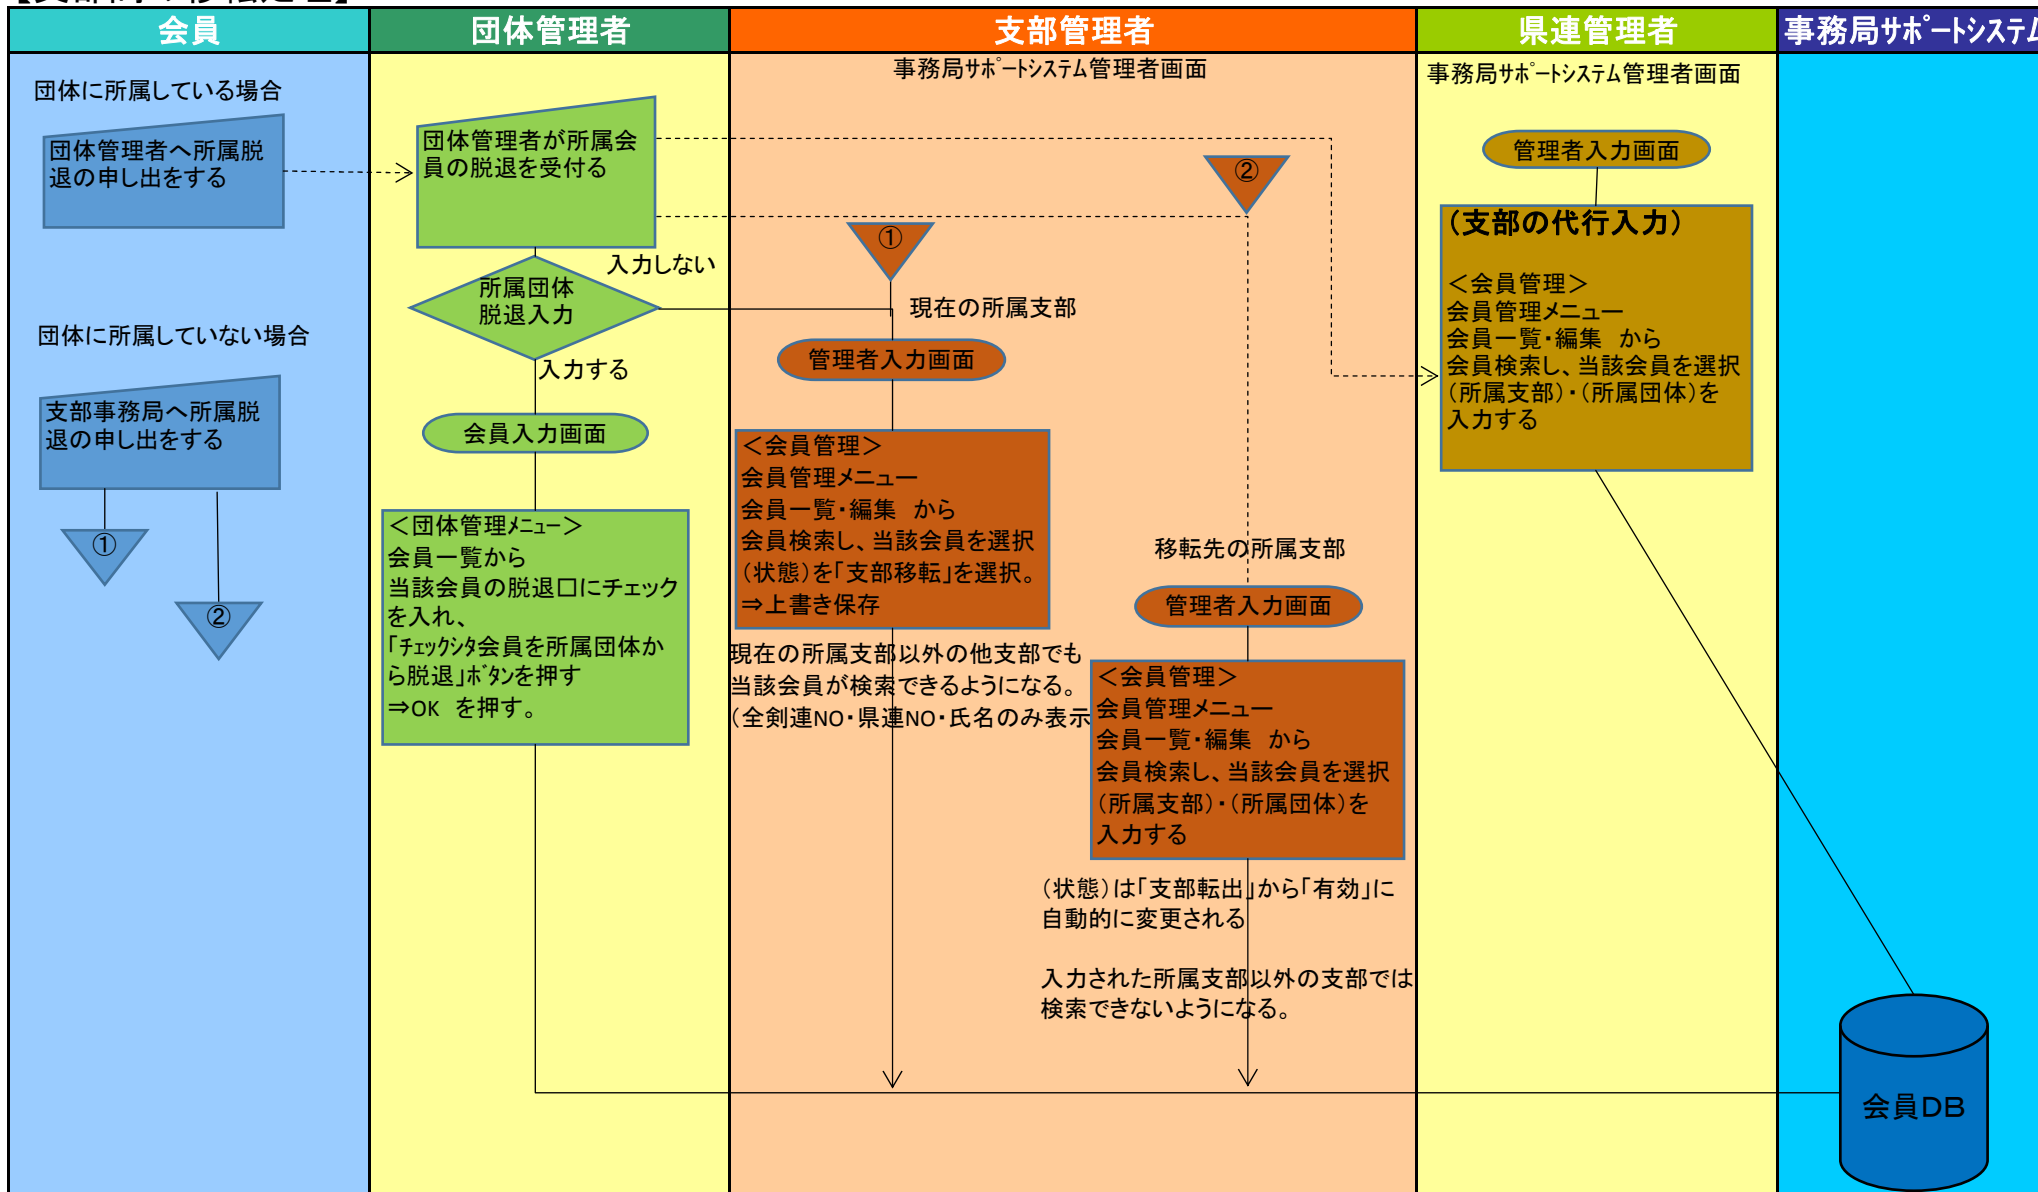 会員
団体管理者
支部管理者
県連管理者
事務局ｻﾎﾟｰﾄｼｽﾃﾑ
団体に所属している場合
団体管理者へ所属脱
退の申し出をする
団体に所属していない場合
支部事務局へ所属脱
退の申し出をする
①
②
団体管理者が所属会
員の脱退を受付る
入力しない
所属団体
脱退入力
入力する
会員入力画面
＜団体管理ﾒﾆｭｰ＞
会員一覧から
当該会員の脱退□にチェック
を入れ、
「ﾁｪｯｸｼﾀ会員を所属団体か
ら脱退」ﾎﾞﾀﾝを押す
⇒OK　を押す。
事務局ｻﾎﾟｰﾄｼｽﾃﾑ管理者画面
①
②
現在の所属支部
管理者入力画面
＜会員管理＞
会員管理メニュー
会員一覧・編集　から
会員検索し、当該会員を選択
（状態）を「支部移転」を選択。
⇒上書き保存
現在の所属支部以外の他支部でも
当該会員が検索できるようになる。
（全剣連NO・県連NO・氏名のみ表示
移転先の所属支部
管理者入力画面
＜会員管理＞
会員管理メニュー
会員一覧・編集　から
会員検索し、当該会員を選択
（所属支部）・（所属団体）を
入力する
（状態）は「支部転出」から「有効」に
自動的に変更される
入力された所属支部以外の支部では
検索できないようになる。
事務局ｻﾎﾟｰﾄｼｽﾃﾑ管理者画面
管理者入力画面
（支部の代行入力）
＜会員管理＞
会員管理メニュー
会員一覧・編集　から
会員検索し、当該会員を選択
（所属支部）・（所属団体）を
入力する
会員ＤＢ